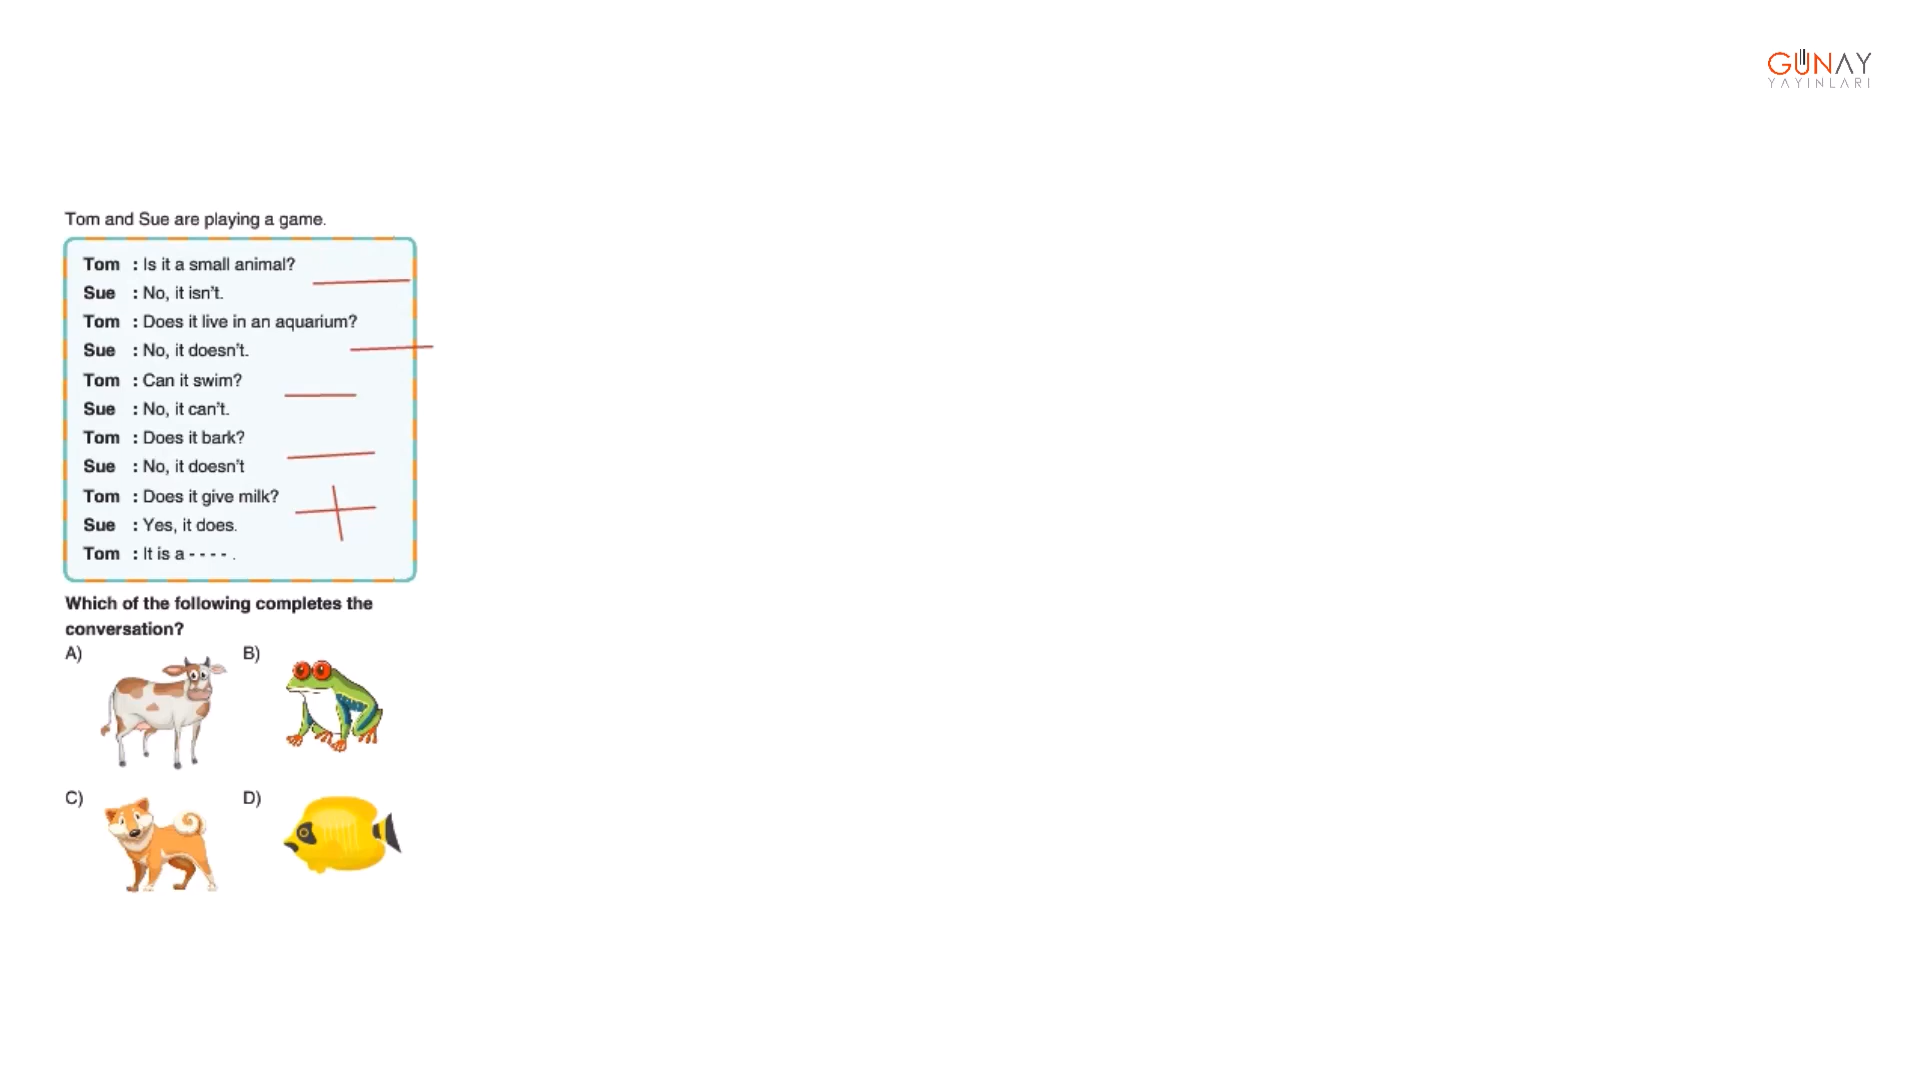 GÜNAY
YAYINLARI
Tom and Sue are playing a game.
Tom : Is it a small animal?
Sue : No, it isn't.
Tom : Does it live in an aquarium?
Sue : No, it doesn't.
Tom : Can it swim?
Sue : No, it can't.
Tom : Does it bark?
Sue : No, it doesn't
Tom : Does it give milk?
Sue : Yes, it does.
Tom : It is a - - - - .
Which of the following completes the
conversation?
A) B)
C) D)